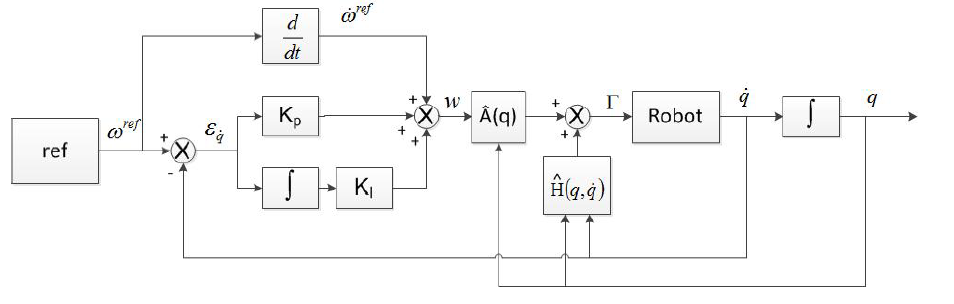 d/dt
ω̇^ref
ref
ω^ref
+
-
ε_q̇
K_p
∫
K_I
+
+
+
w
Â(q)
+
+
Γ
Ĥ(q,q̇)
Robot
q̇
∫
q